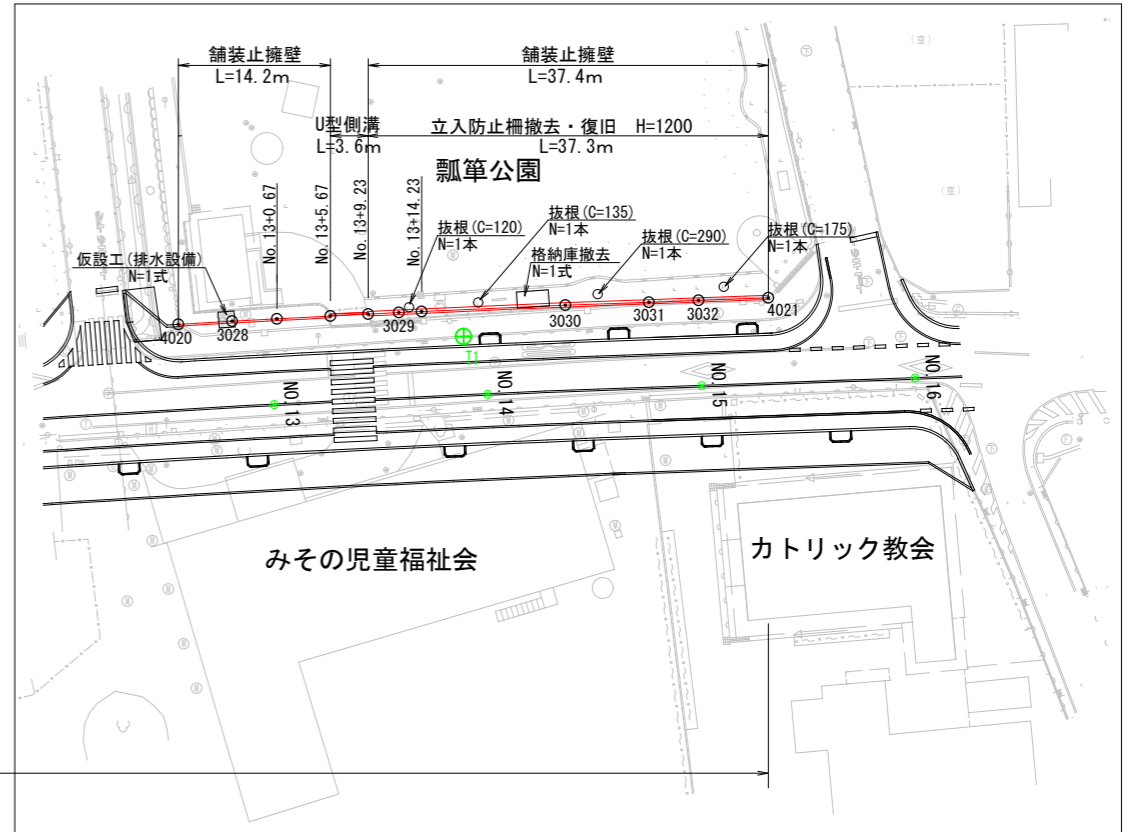 舗装止擁壁
L=14.2m
舗装止擁壁
L=37.4m
U型側溝
L=3.6m
立入防止柵撤去・復旧 H=1200
L=37.3m
瓢箪公園
No.13+0.67
No.13+5.67
No.13+9.23
No.13+14.23
抜根(C=120)
N=1本
抜根(C=135)
N=1本
格納庫撤去
N=1式
抜根(C=290)
N=1本
抜根(C=175)
N=1本
仮設工(排水設備)
N=1式
4020
3028
3029
3030
3031
3032
4021
T1
NO.13
NO.14
NO.15
NO.16
みその児童福祉会
カトリック教会
(空)
(空)